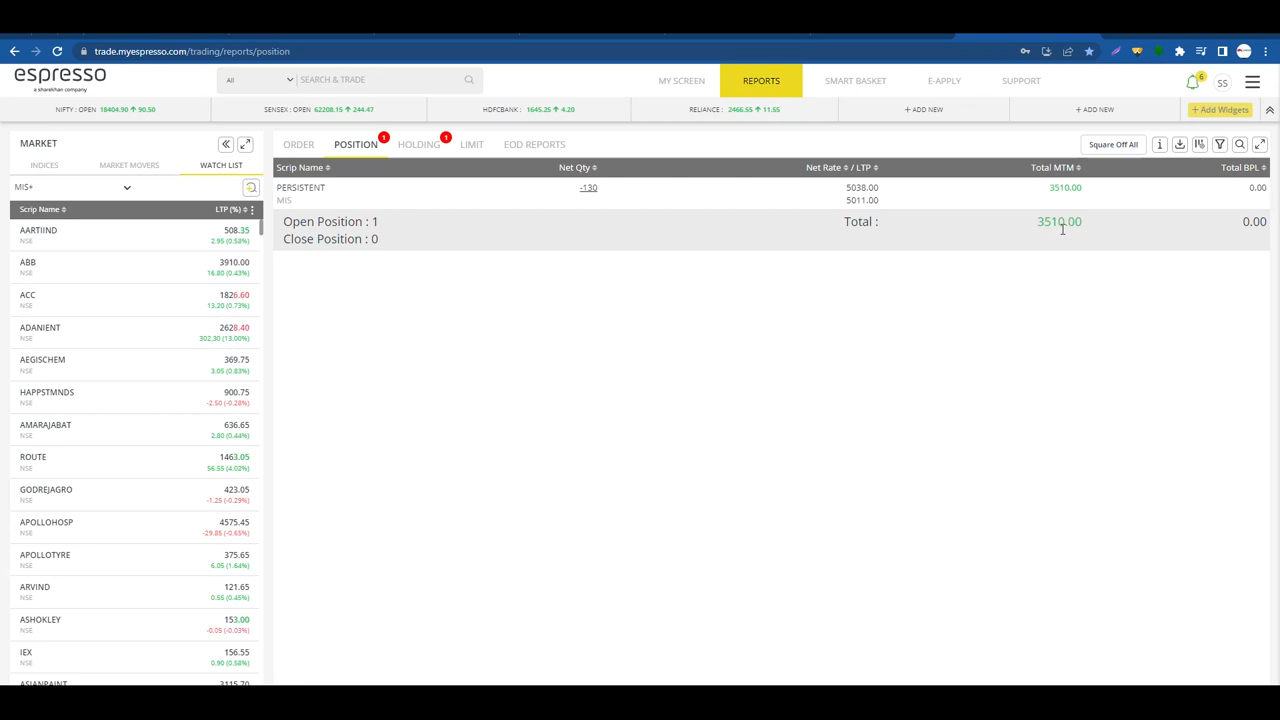 trade.myespresso.com/trading/reports/position
espresso
a sharekhan company
All
SEARCH & TRADE
MY SCREEN
REPORTS
SMART BASKET
E-APPLY
SUPPORT
6
SS
NIFTY : OPEN 18404.90 ↑ 90.50
SENSEX : OPEN 62208.15 ↑ 244.47
HDFCBANK : 1645.25 ↑ 4.20
RELIANCE : 2466.55 ↑ 11.55
+ ADD NEW
+ ADD NEW
+ Add Widgets
MARKET
INDICES
MARKET MOVERS
WATCH LIST
MIS+
Scrip Name
LTP (%)
AARTIIND 508.35
NSE 2.95 (0.58%)
ABB 3910.00
NSE 16.80 (0.43%)
ACC 1826.60
NSE 13.20 (0.73%)
ADANIENT 2628.40
NSE 302.30 (13.00%)
AEGISCHEM 369.75
NSE 3.05 (0.83%)
HAPPSTMNDS 900.75
NSE -2.50 (-0.28%)
AMARAJABAT 636.65
NSE 2.80 (0.44%)
ROUTE 1463.05
NSE 56.55 (4.02%)
GODREJAGRO 423.05
NSE -1.25 (-0.29%)
APOLLOHOSP 4575.45
NSE -29.85 (-0.65%)
APOLLOTYRE 375.65
NSE 6.05 (1.64%)
ARVIND 121.65
NSE 0.55 (0.45%)
ASHOKLEY 153.00
NSE -0.05 (-0.03%)
IEX 156.55
NSE 0.90 (0.58%)
ASIANPAINT 3115.70
ORDER
POSITION 1
HOLDING 1
LIMIT
EOD REPORTS
Square Off All
Scrip Name Net Qty Net Rate / LTP Total MTM Total BPL
PERSISTENT -130 5038.00 3510.00 0.00
MIS 5011.00
Open Position : 1 Total : 3510.00 0.00
Close Position : 0